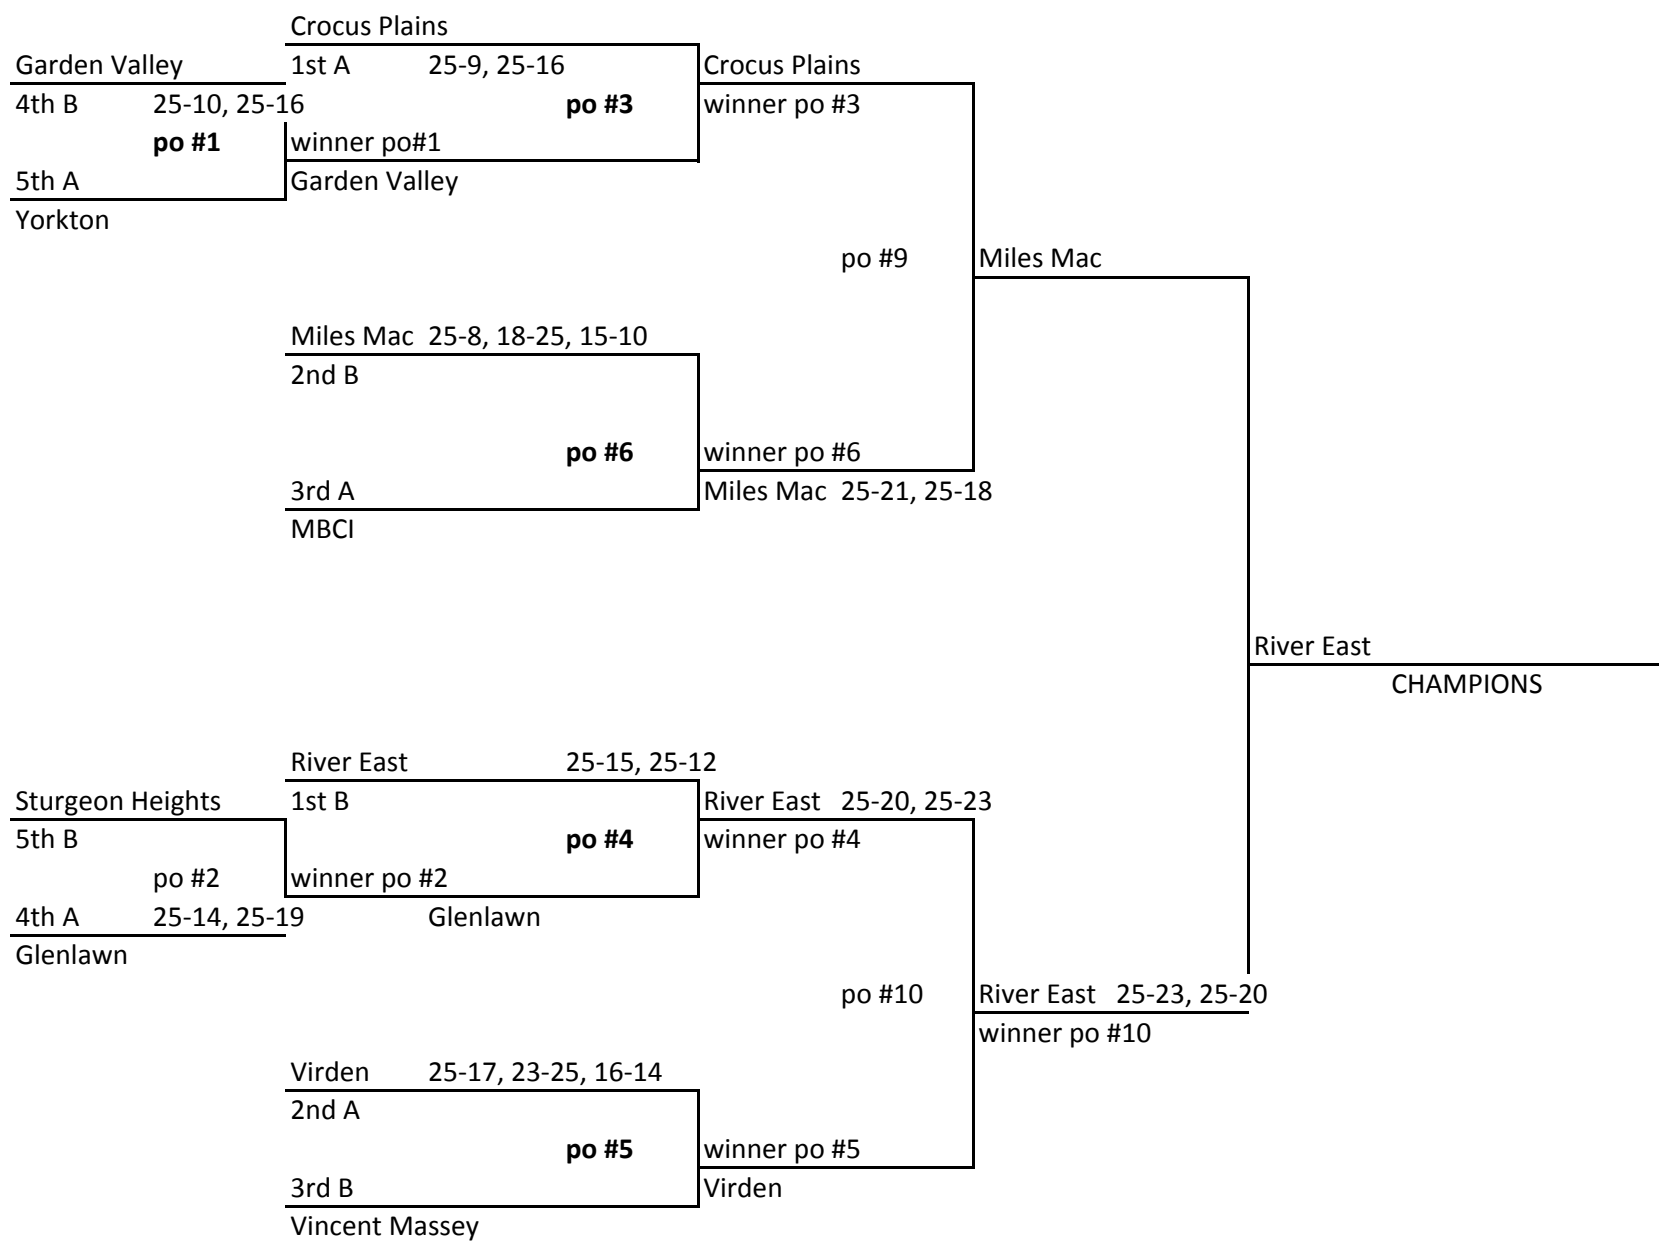 Crocus Plains
Garden Valley 1st A 25-9, 25-16 Crocus Plains
4th B 25-10, 25-16 po #3 winner po #3
po #1 winner po#1
5th A Garden Valley
Yorkton
po #9 Miles Mac
Miles Mac 25-8, 18-25, 15-10
2nd B
po #6 winner po #6
3rd A Miles Mac 25-21, 25-18
MBCI
River East
CHAMPIONS
River East 25-15, 25-12
Sturgeon Heights 1st B River East 25-20, 25-23
5th B po #4 winner po #4
po #2 winner po #2
4th A 25-14, 25-19 Glenlawn
Glenlawn
po #10 River East 25-23, 25-20
winner po #10
Virden 25-17, 23-25, 16-14
2nd A
po #5 winner po #5
3rd B Virden
Vincent Massey